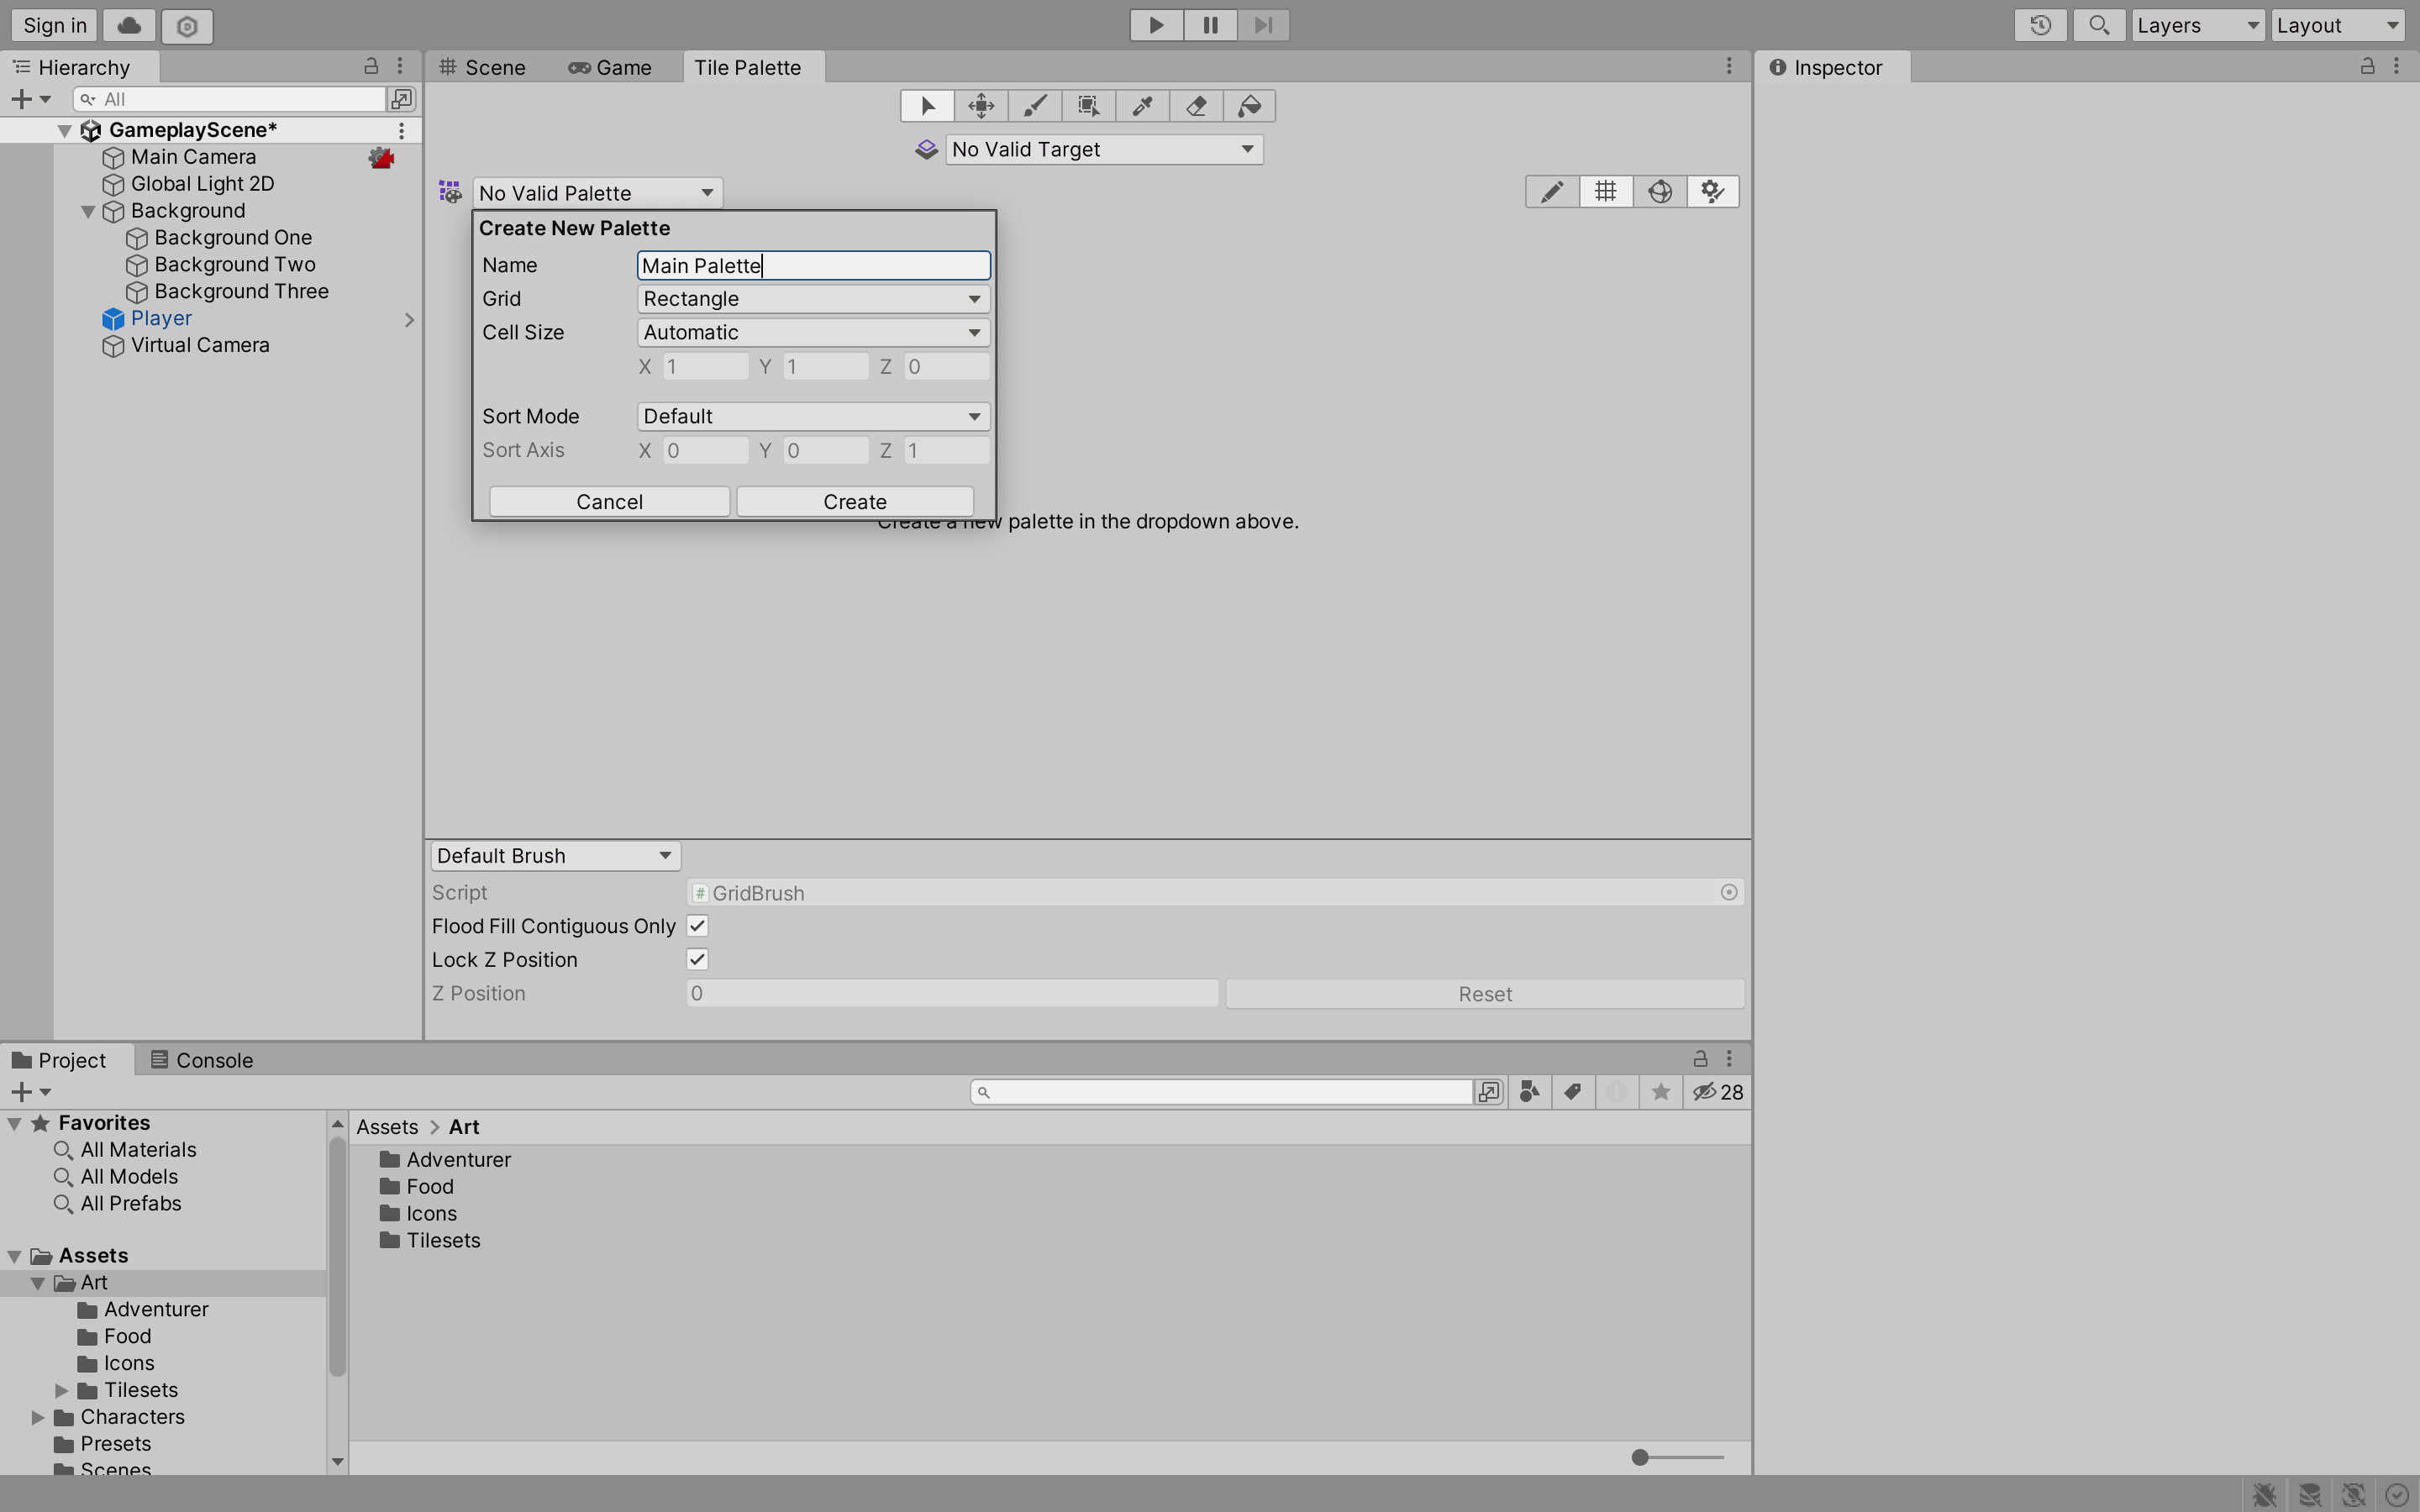 Sign in
Layers
Layout
Hierarchy
Scene
Game
Tile Palette
Inspector
All
GameplayScene*
Main Camera
Global Light 2D
Background
Background One
Background Two
Background Three
Player
Virtual Camera
No Valid Target
No Valid Palette
Create New Palette
Name Main Palette
Grid Rectangle
Cell Size Automatic
X 1 Y 1 Z 0
Sort Mode Default
Sort Axis X 0 Y 0 Z 1
Cancel Create
Create a new palette in the dropdown above.
Default Brush
Script # GridBrush
Flood Fill Contiguous Only
Lock Z Position
Z Position 0 Reset
Project
Console
28
Favorites
All Materials
All Models
All Prefabs
Assets
Art
Adventurer
Food
Icons
Tilesets
Characters
Presets
Scenes
Assets > Art
Adventurer
Food
Icons
Tilesets